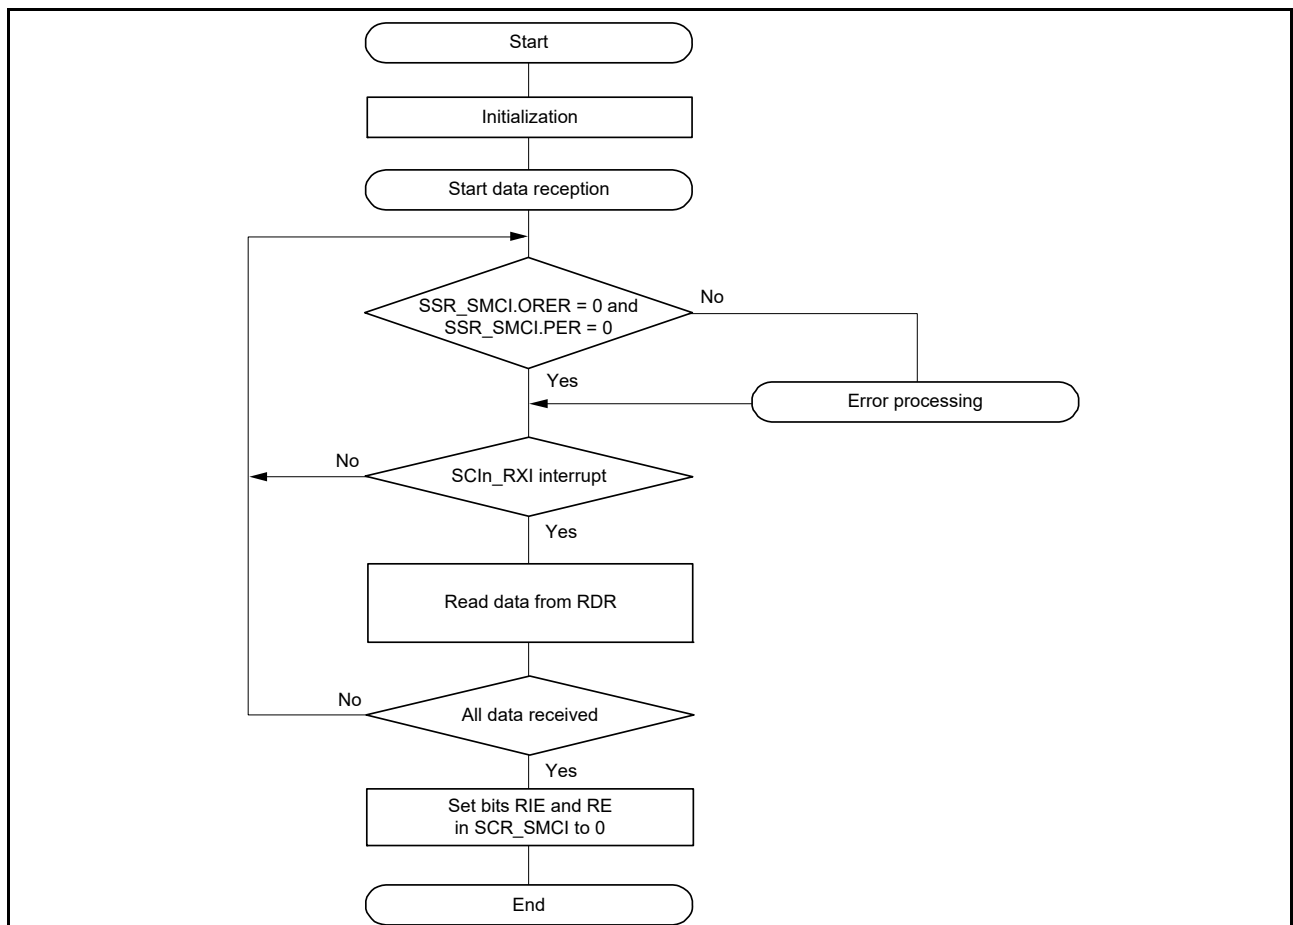 Start
Initialization
Start data reception
SSR_SMCI.ORER = 0 and
SSR_SMCI.PER = 0
No
Yes
Error processing
No
SCIn_RXI interrupt
Yes
Read data from RDR
No
All data received
Yes
Set bits RIE and RE
in SCR_SMCI to 0
End